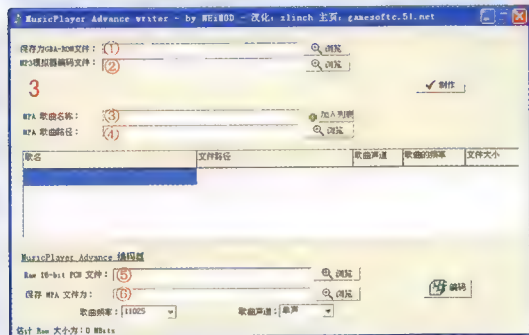 MusicPlayer Advance writer - by WEiMOD - 汉化: xlinch 主页: gamesoftc.51.net
保存为GBA-ROM文件: ① 浏览
MP3模拟器编码文件: ② 浏览
3 制作
MPA 歌曲名称: ③ 加入列表
MPA 歌曲路径: ④ 浏览
歌名 文件路径 歌曲声道 歌曲的频率 文件大小
MusicPlayer Advance 编码器
Raw 16-bit PCM 文件: ⑤ 浏览
保存 MPA 文件为: ⑥ 浏览 编码
歌曲频率: 11025 歌曲声道: 单声
估计 Raw 大小为: 0 MBits